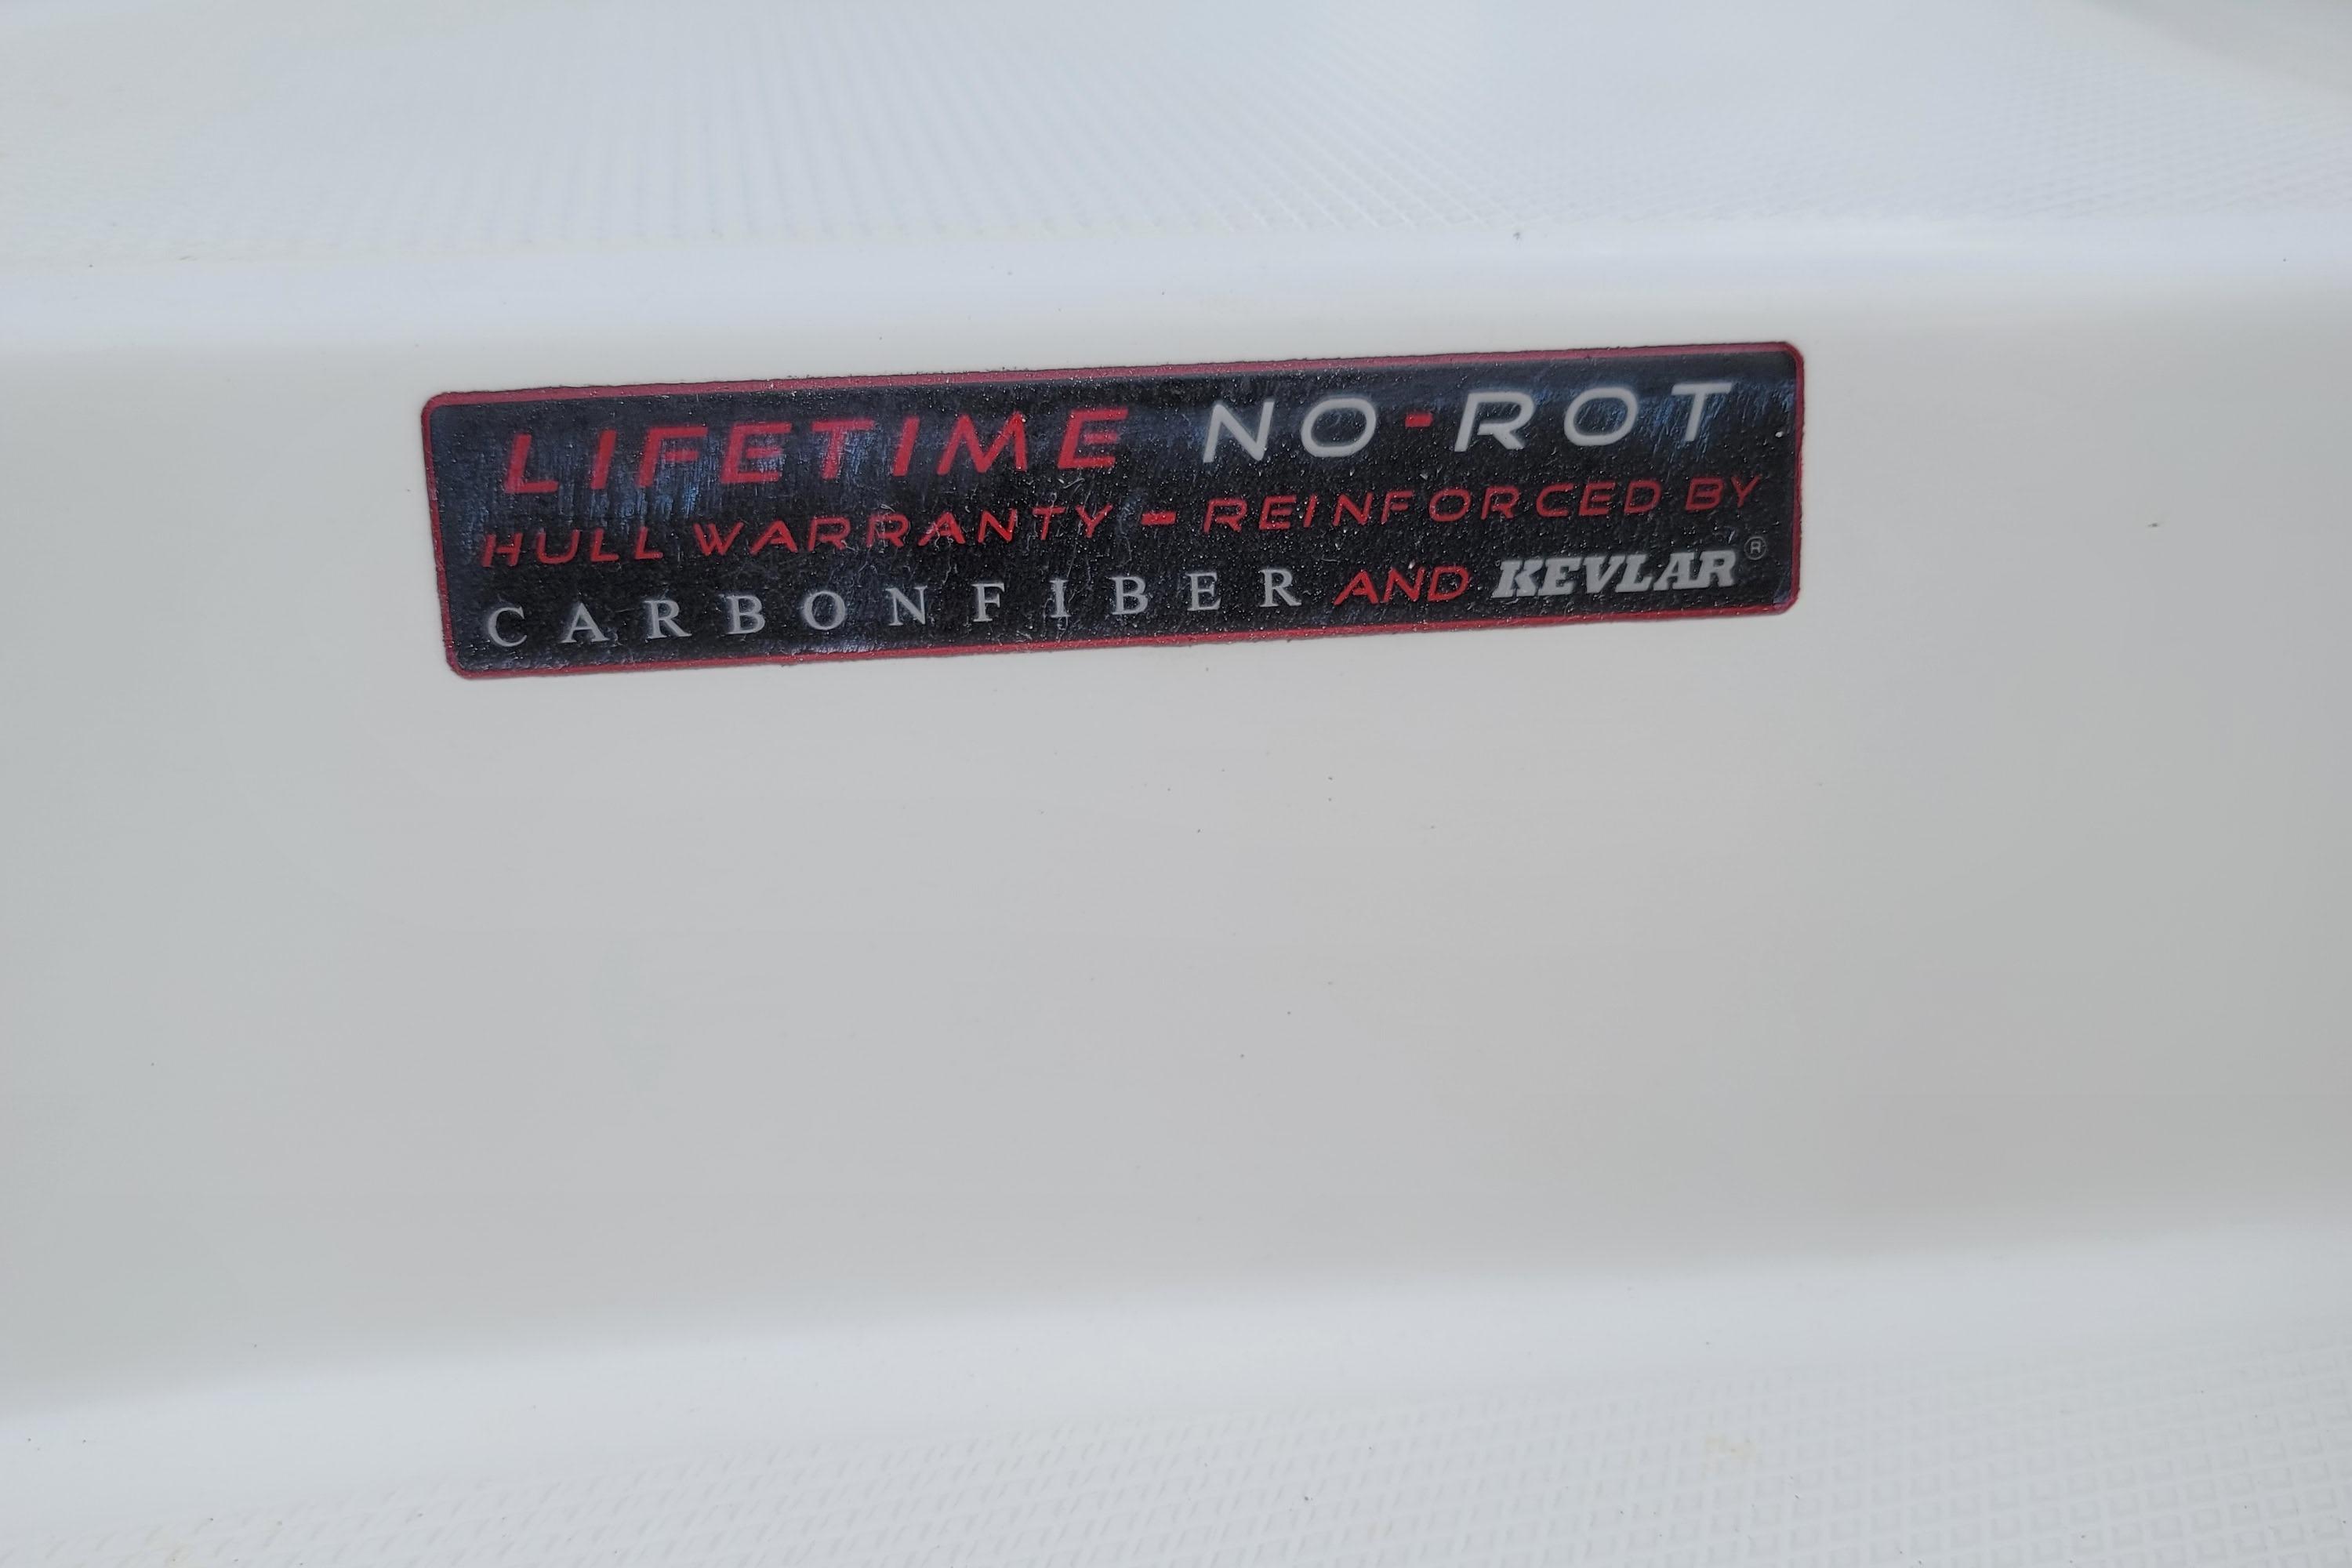 LIFETIME NO-ROT
HULL WARRANTY - REINFORCED BY
CARBONFIBER AND KEVLAR®